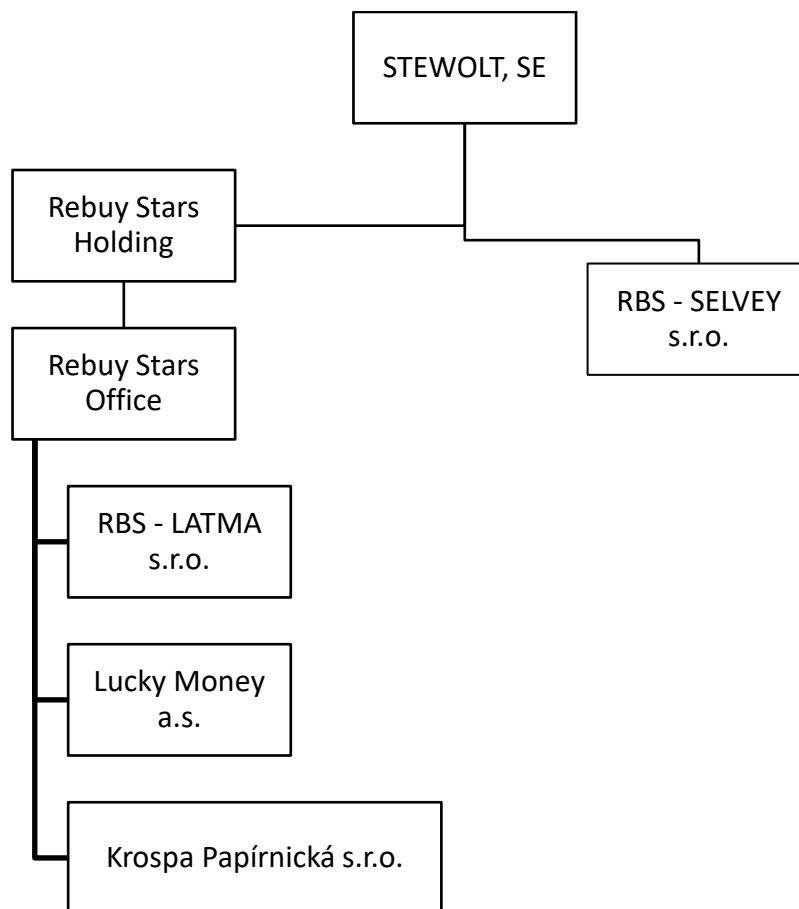 STEWOLT, SE
Rebuy Stars
Holding
RBS - SELVEY
s.r.o.
Rebuy Stars
Office
RBS - LATMA
s.r.o.
Lucky Money
a.s.
Krospa Papírnická s.r.o.